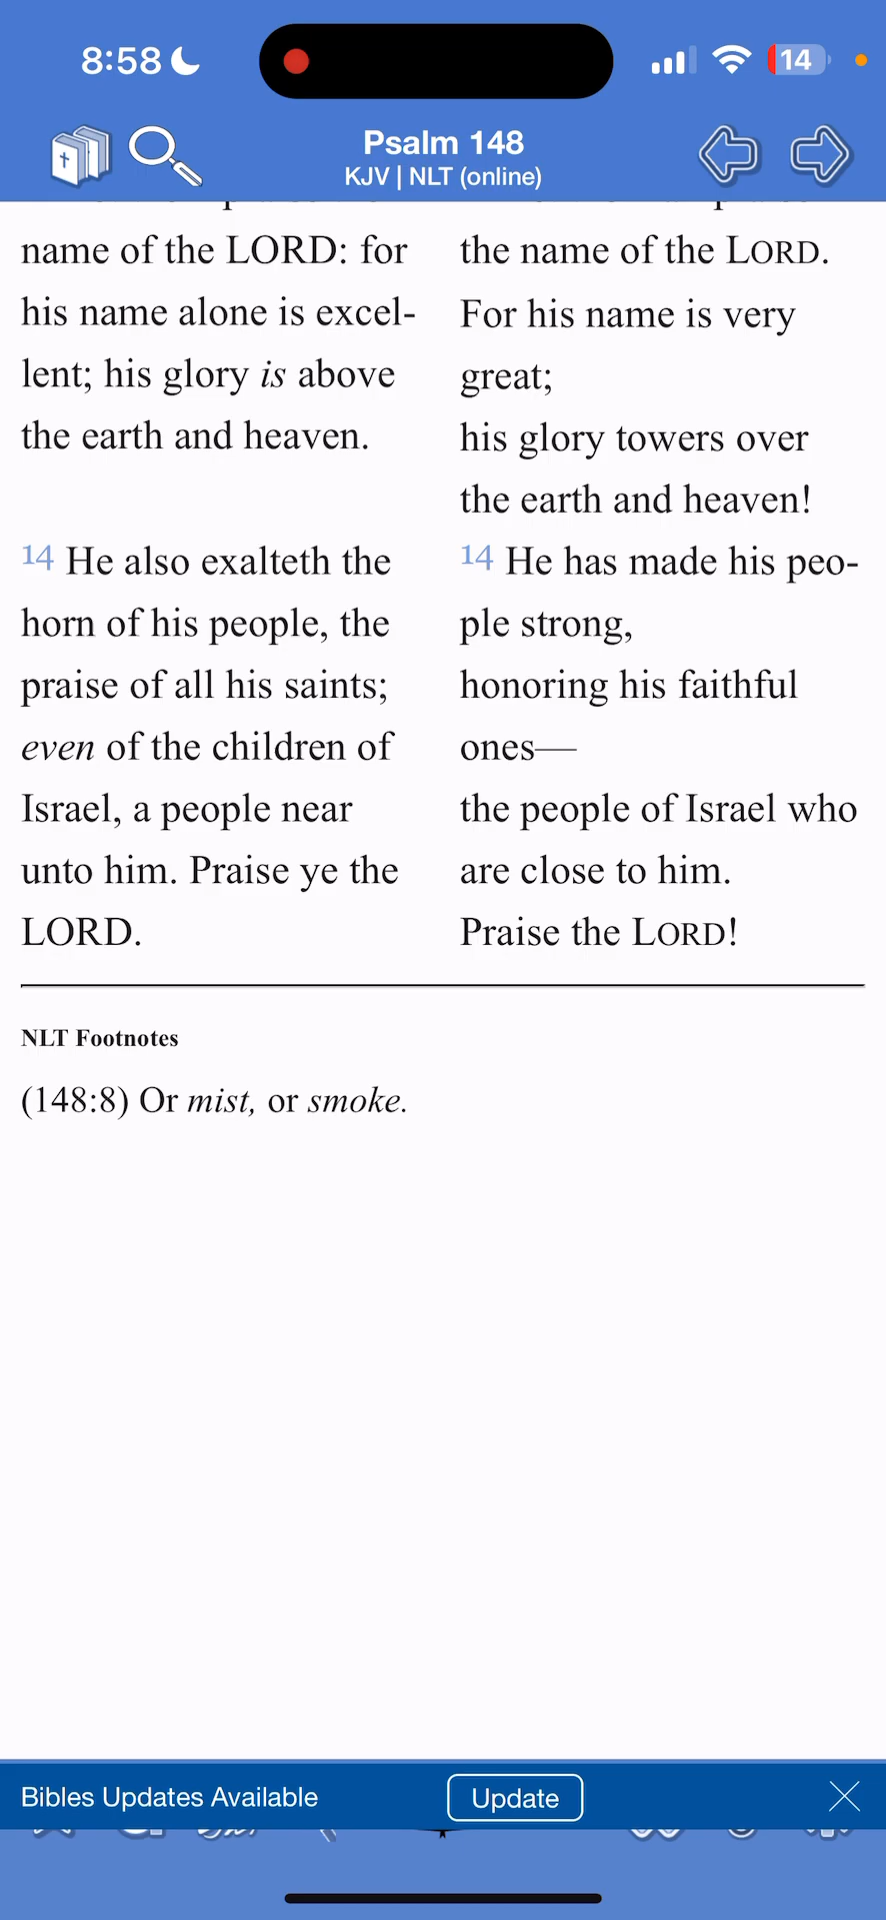 8:58
14
Psalm 148
KJV | NLT (online)
name of the LORD: for
his name alone is excel-
lent; his glory is above
the earth and heaven.
14 He also exalteth the
horn of his people, the
praise of all his saints;
even of the children of
Israel, a people near
unto him. Praise ye the
LORD.
the name of the LORD.
For his name is very
great;
his glory towers over
the earth and heaven!
14 He has made his peo-
ple strong,
honoring his faithful
ones—
the people of Israel who
are close to him.
Praise the LORD!
NLT Footnotes
(148:8) Or mist, or smoke.
Bibles Updates Available
Update